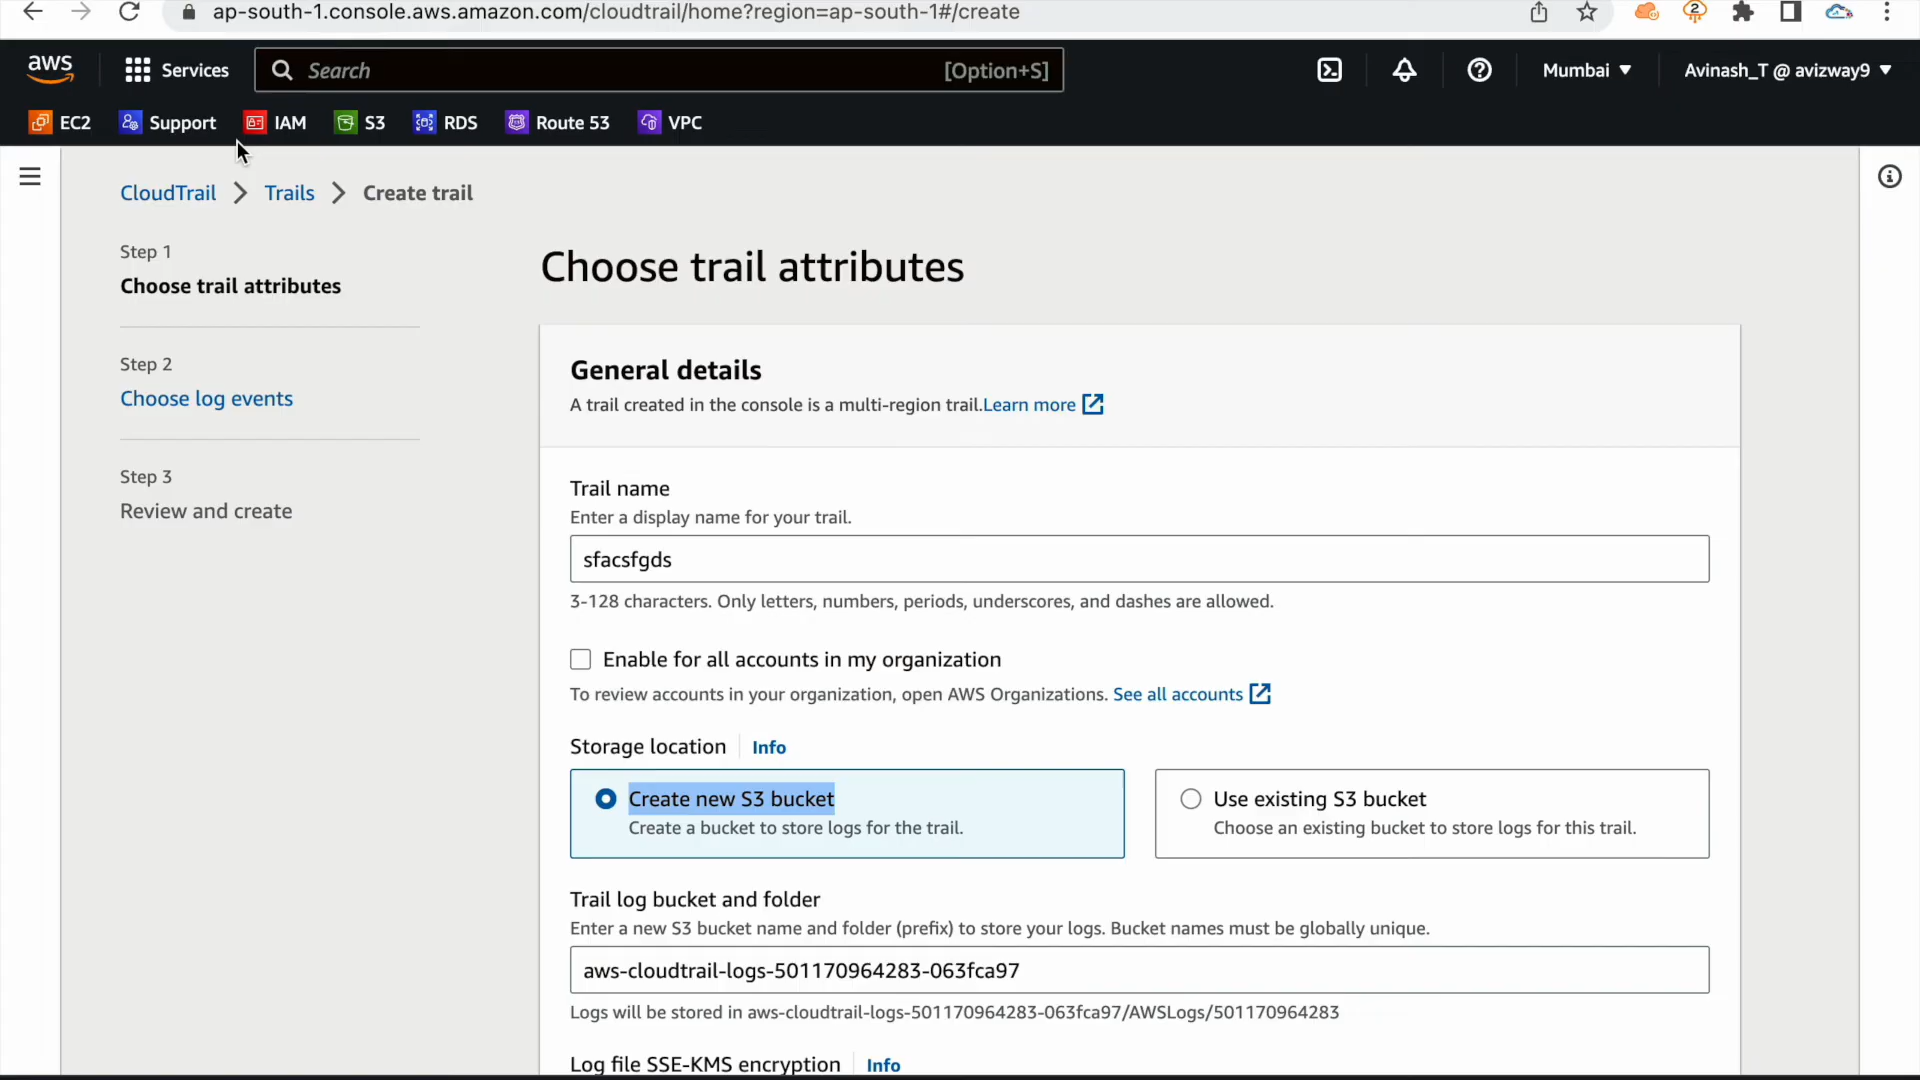 ap-south-1.console.aws.amazon.com/cloudtrail/home?region=ap-south-1#/create
2
aws
Services
Search
[Option+S]
Mumbai
Avinash_T @ avizway9
EC2
Support
IAM
S3
RDS
Route 53
VPC
CloudTrail
Trails
Create trail
Step 1
Choose trail attributes
Step 2
Choose log events
Step 3
Review and create
Choose trail attributes
General details
A trail created in the console is a multi-region trail.Learn more
Trail name
Enter a display name for your trail.
sfacsfgds
3-128 characters. Only letters, numbers, periods, underscores, and dashes are allowed.
Enable for all accounts in my organization
To review accounts in your organization, open AWS Organizations. See all accounts
Storage location
Info
Create new S3 bucket
Create a bucket to store logs for the trail.
Use existing S3 bucket
Choose an existing bucket to store logs for this trail.
Trail log bucket and folder
Enter a new S3 bucket name and folder (prefix) to store your logs. Bucket names must be globally unique.
aws-cloudtrail-logs-501170964283-063fca97
Logs will be stored in aws-cloudtrail-logs-501170964283-063fca97/AWSLogs/501170964283
Log file SSE-KMS encryption
Info